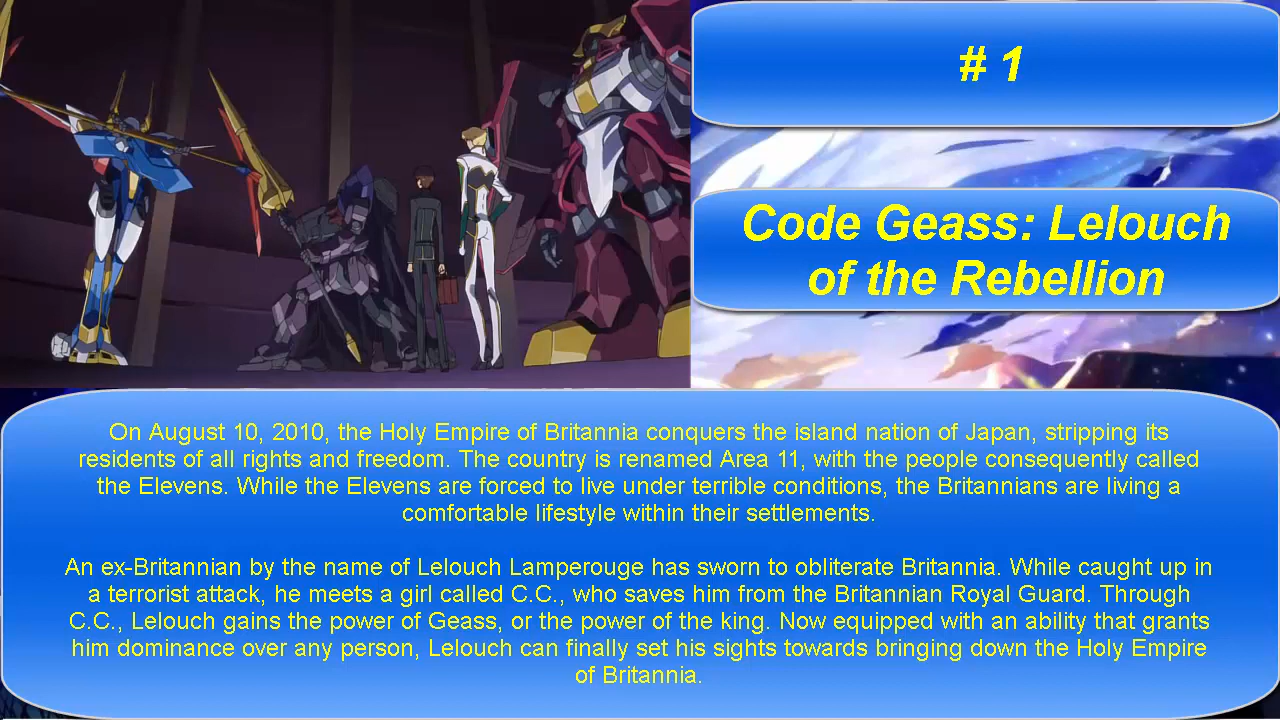 # 1
Code Geass: Lelouch
of the Rebellion
On August 10, 2010, the Holy Empire of Britannia conquers the island nation of Japan, stripping its
residents of all rights and freedom. The country is renamed Area 11, with the people consequently called
the Elevens. While the Elevens are forced to live under terrible conditions, the Britannians are living a
comfortable lifestyle within their settlements.
An ex-Britannian by the name of Lelouch Lamperouge has sworn to obliterate Britannia. While caught up in
a terrorist attack, he meets a girl called C.C., who saves him from the Britannian Royal Guard. Through
C.C., Lelouch gains the power of Geass, or the power of the king. Now equipped with an ability that grants
him dominance over any person, Lelouch can finally set his sights towards bringing down the Holy Empire
of Britannia.